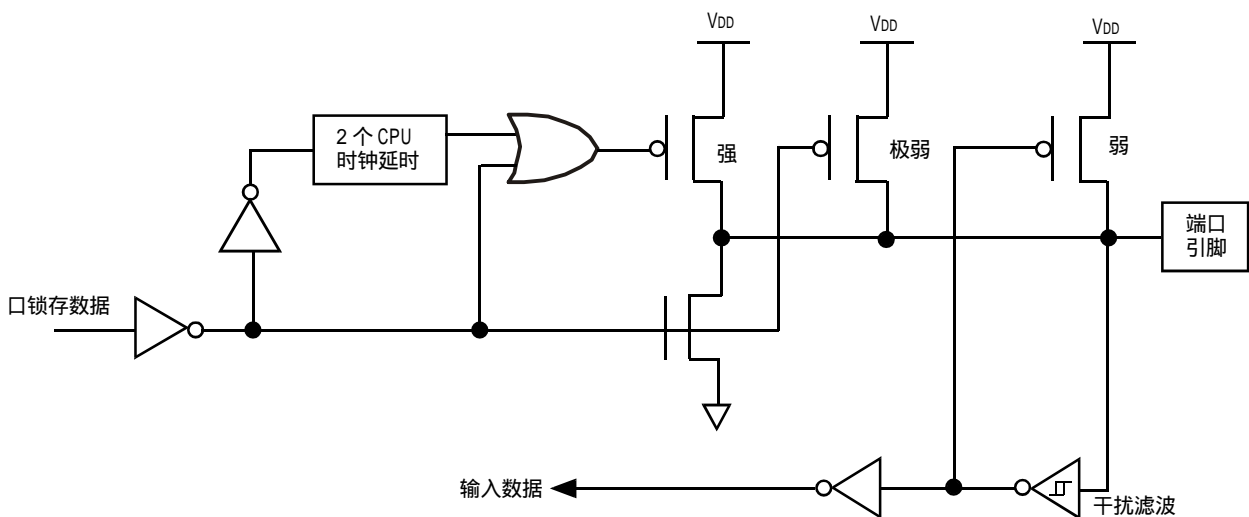 VDD
VDD
VDD
2 个 CPU
时钟延时
强
极弱
弱
端口
引脚
口锁存数据
输入数据
干扰滤波